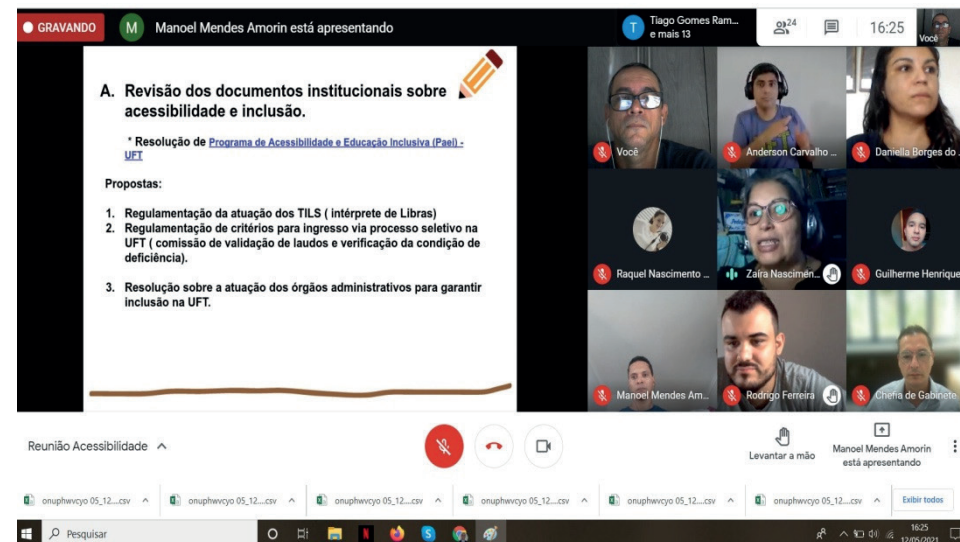 GRAVANDO
M
Manoel Mendes Amorin está apresentando
T
Tiago Gomes Ram...
e mais 13
24
16:25
Você
A. Revisão dos documentos institucionais sobre
acessibilidade e inclusão.
* Resolução de Programa de Acessibilidade e Educação Inclusiva (Paei) -
UFT
Propostas:
1. Regulamentação da atuação dos TILS ( intérprete de Libras)
2. Regulamentação de critérios para ingresso via processo seletivo na
UFT ( comissão de validação de laudos e verificação da condição de
deficiência).
3. Resolução sobre a atuação dos órgãos administrativos para garantir
inclusão na UFT.
Você
Anderson Carvalho ...
Daniella Borges do ...
Raquel Nascimento ...
Zaíra Nascimen...
Guilherme Henrique
Manoel Mendes Am...
Rodrigo Ferreira
Chefia de Gabinete
Reunião Acessibilidade
Levantar a mão
Manoel Mendes Amorin
está apresentando
onuphwvcyo 05_12....csv
onuphwvcyo 05_12....csv
onuphwvcyo 05_12....csv
onuphwvcyo 05_12....csv
onuphwvcyo 05_12....csv
onuphwvcyo 05_12....csv
Exibir todos
Pesquisar
16:25
12/05/2021